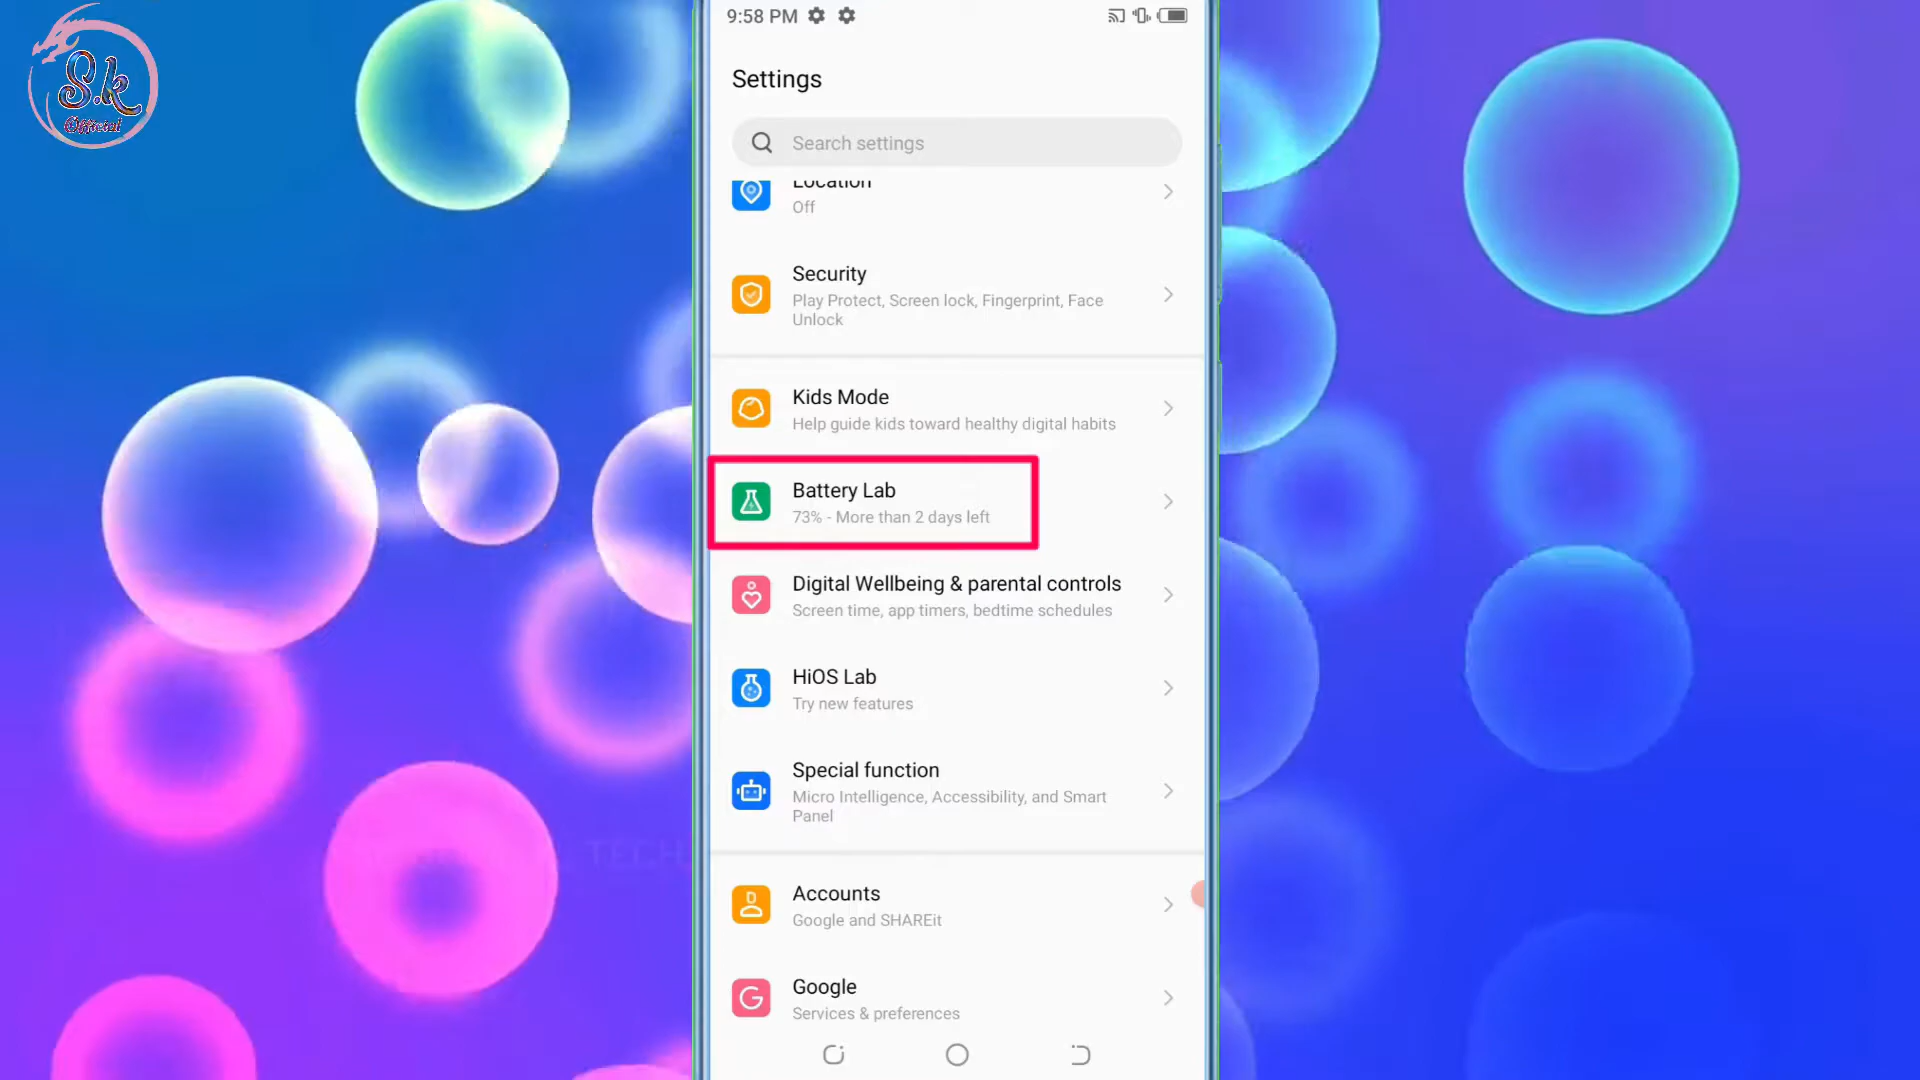 S.k
Official
9:58 PM
Settings
Search settings
Location
Off
Security
Play Protect, Screen lock, Fingerprint, Face
Unlock
Kids Mode
Help guide kids toward healthy digital habits
Battery Lab
73% - More than 2 days left
Digital Wellbeing & parental controls
Screen time, app timers, bedtime schedules
HiOS Lab
Try new features
Special function
Micro Intelligence, Accessibility, and Smart
Panel
TECH
Accounts
Google and SHAREit
Google
Services & preferences